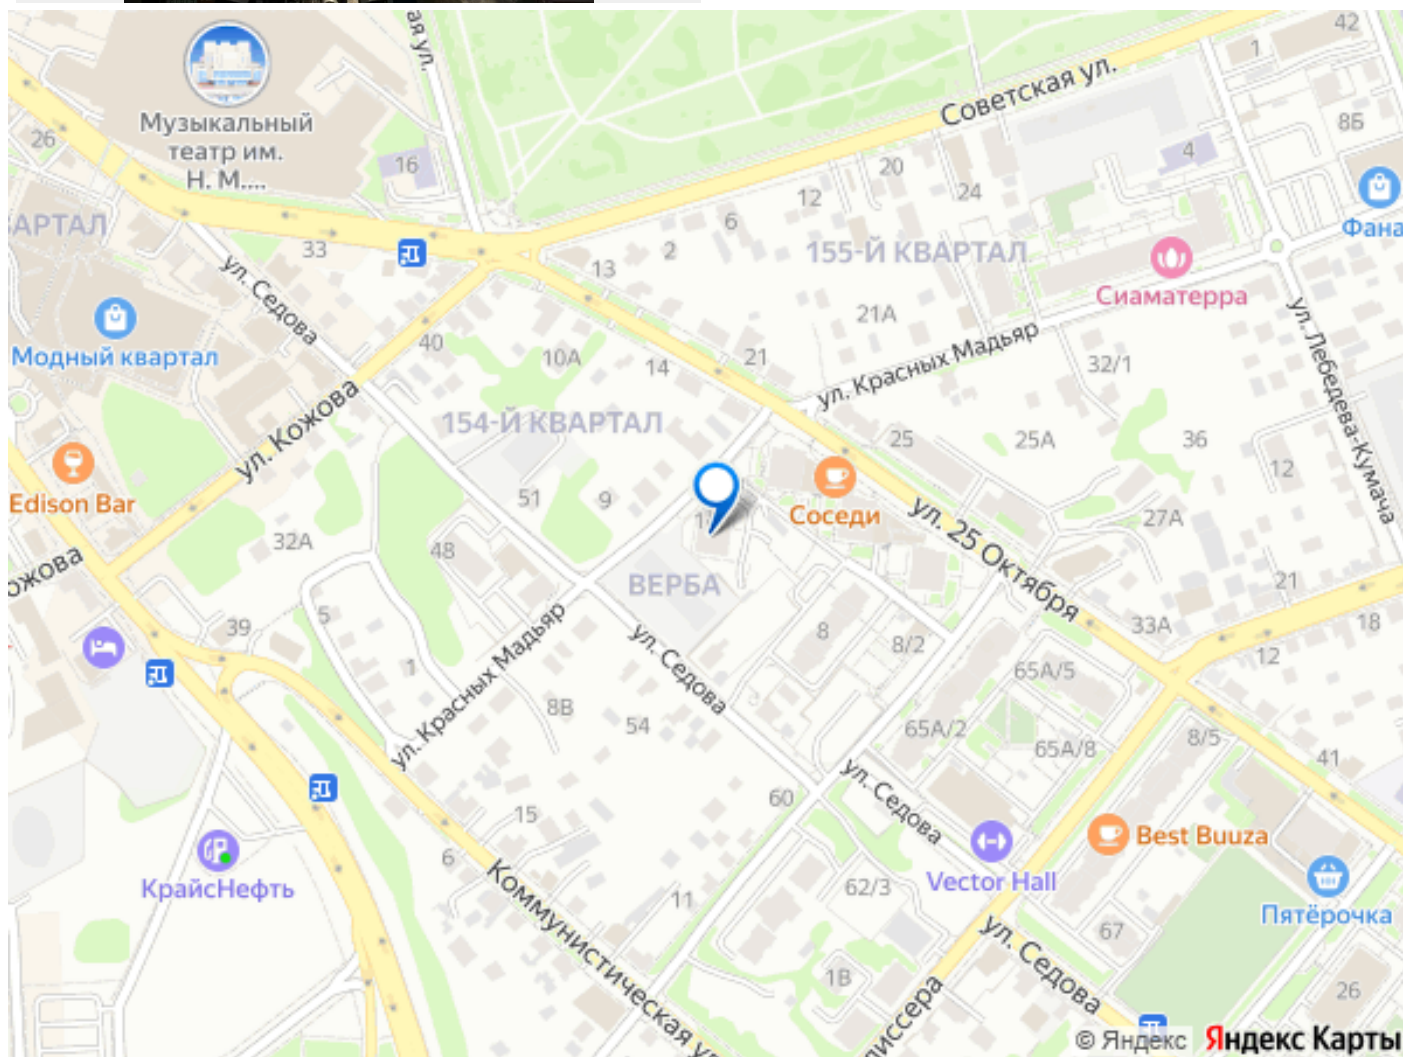 42
1
Советская ул.
ая ул.
8Б
Музыкальный
театр им.
Н. М....
26
16
4
20
24
12
6
Фана
АРТАЛ
33
2
155-Й КВАРТАЛ
13
Сиаматерра
ул. Седова
21А
ул. Лебедева-Кумача
Модный квартал
40
10А
14
21
ул. Красных Мадьяр
32/1
ул. Кожова
154-Й КВАРТАЛ
25
25А
36
12
Edison Bar
51
9
Соседи
ул. 25 Октября
27А
32А
48
ожова
ВЕРБА
21
5
39
8
8/2
33А
18
12
ул. Седова
1
ул. Красных Мадьяр
65А/5
8В
54
65А/2
65А/8
8/5
41
ул. Седова
60
15
Best Buuza
6
КрайсНефть
Vector Hall
62/3
11
Коммунистическая ул
Пятёрочка
67
ул. Седова
1В
26
лиссера
© Яндекс Яндекс Карты